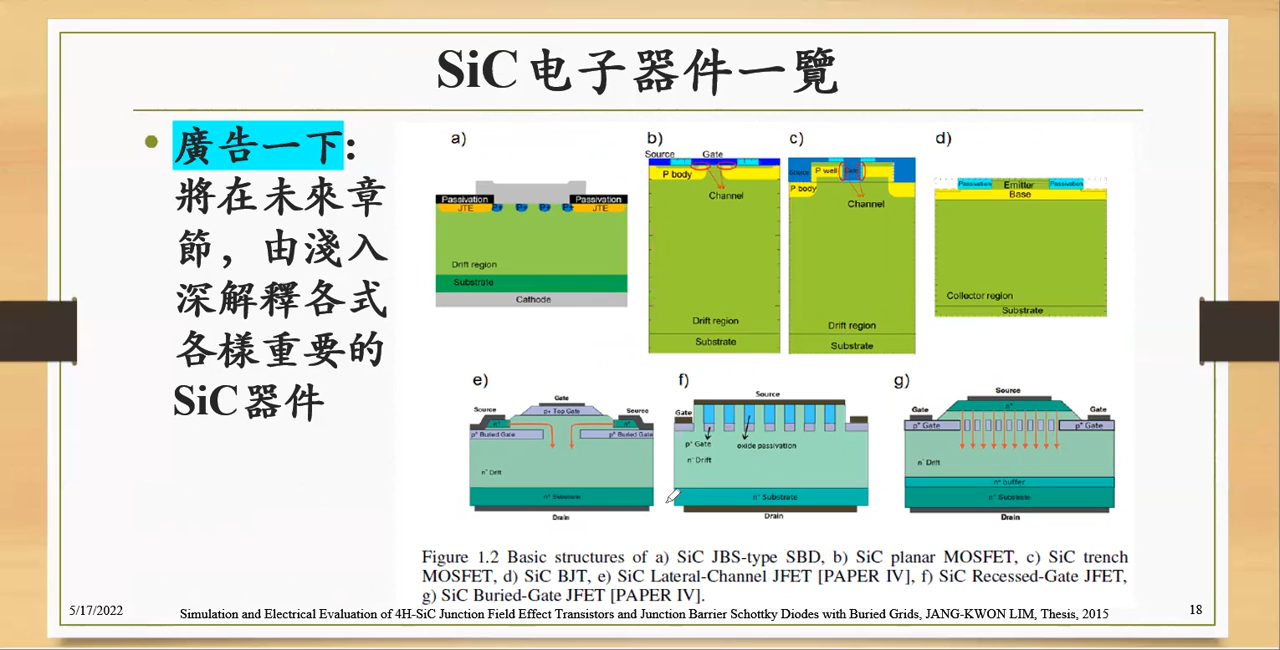 SiC 电子器件一覽
廣告一下:
將在未來章
節，由淺入
深解釋各式
各樣重要的
SiC器件
a)
Passivation
Passivation
JTE
P+
P+
P+
P+
JTE
Drift region
Substrate
Cathode
b)
Source
Gate
P body
Channel
Drift region
Substrate
c)
Source
P well
Gate
P body
Channel
Drift region
Substrate
d)
Passivation
Emitter
Passivation
Base
Collector region
Substrate
e)
Gate
Source
p+ Top Gate
Source
n⁺
n⁺
p⁺ Buried Gate
p⁺ Buried Gate
n⁻ Drift
n⁺ Substrate
Drain
f)
Source
Gate
p⁺ Gate
oxide passivation
n⁻ Drift
n⁺ Substrate
Drain
g)
Source
n⁺
Gate
Gate
p⁺ Gate
p⁺ Gate
n⁻ Drift
n⁺ buffer
n⁺ Substrate
Drain
Figure 1.2 Basic structures of a) SiC JBS-type SBD, b) SiC planar MOSFET, c) SiC trench
MOSFET, d) SiC BJT, e) SiC Lateral-Channel JFET [PAPER IV], f) SiC Recessed-Gate JFET,
g) SiC Buried-Gate JFET [PAPER IV].
5/17/2022
Simulation and Electrical Evaluation of 4H-SiC Junction Field Effect Transistors and Junction Barrier Schottky Diodes with Buried Grids, JANG-KWON LIM, Thesis, 2015
18